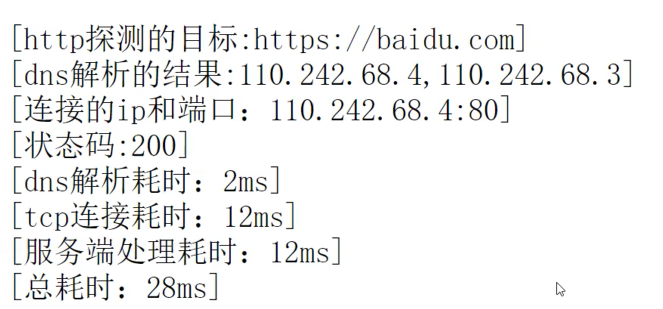 [http探测的目标:https://baidu.com]
[dns解析的结果:110.242.68.4,110.242.68.3]
[连接的ip和端口：110.242.68.4:80]
[状态码:200]
[dns解析耗时：2ms]
[tcp连接耗时：12ms]
[服务端处理耗时：12ms]
[总耗时：28ms]